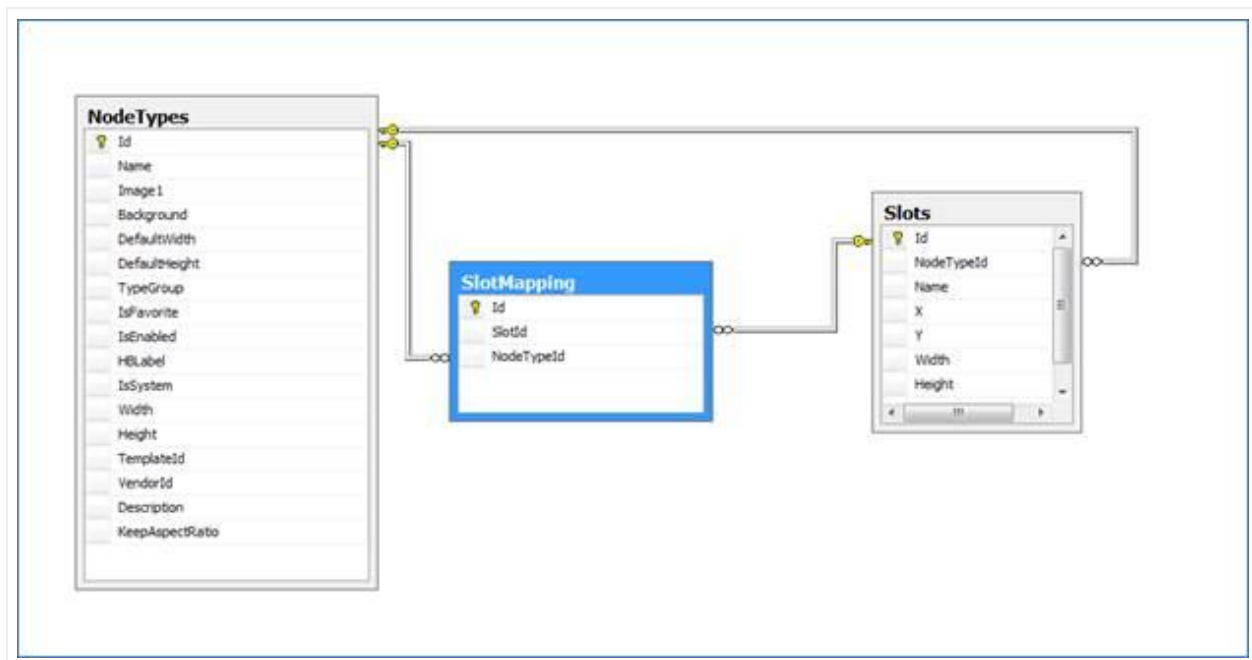 NodeTypes
Id
Name
Image1
Background
DefaultWidth
DefaultHeight
TypeGroup
IsFavorite
IsEnabled
HBLabel
IsSystem
Width
Height
TemplateId
VendorId
Description
KeepAspectRatio
SlotMapping
Id
SlotId
NodeTypeId
Slots
Id
NodeTypeId
Name
X
Y
Width
Height